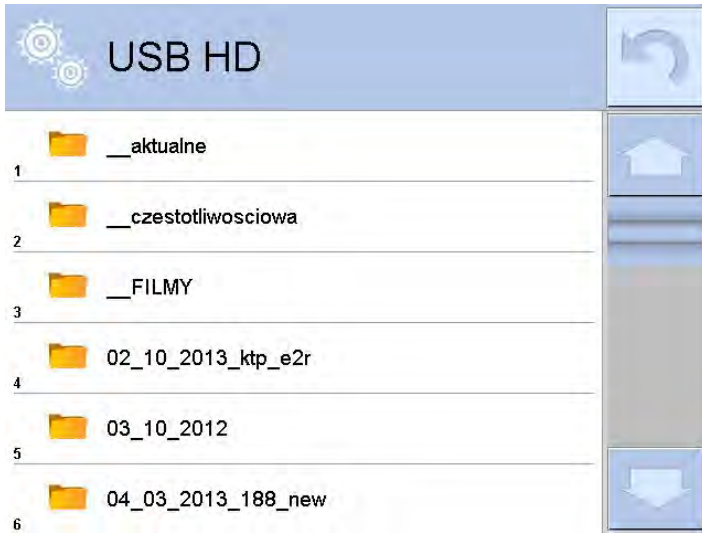 USB HD
__aktualne
1
__czestotliwosciowa
2
__FILMY
3
02_10_2013_ktp_e2r
4
03_10_2012
5
04_03_2013_188_new
6